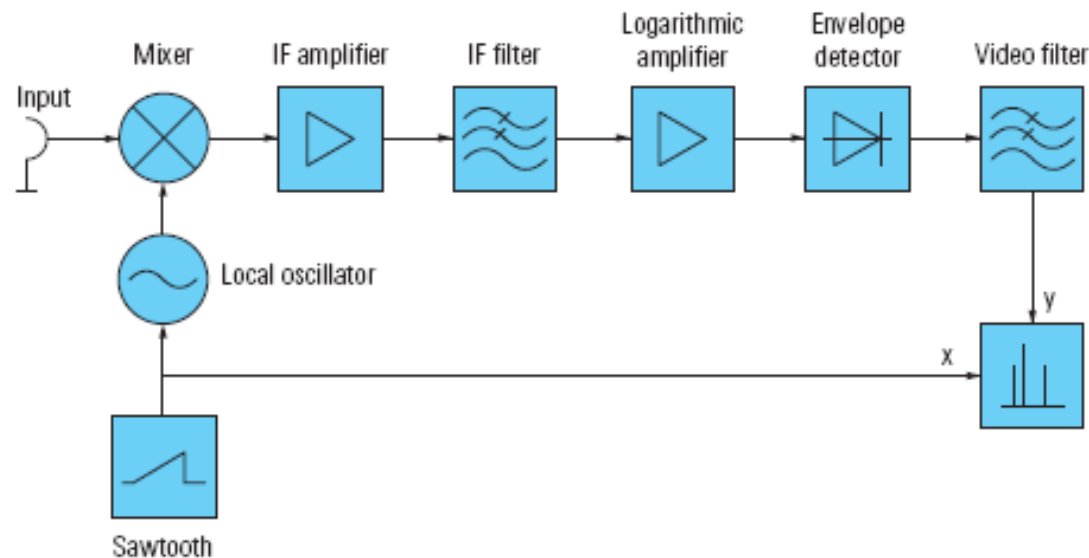 Mixer
IF amplifier
IF filter
Logarithmic
amplifier
Envelope
detector
Video filter
Input
Local oscillator
y
x
Sawtooth